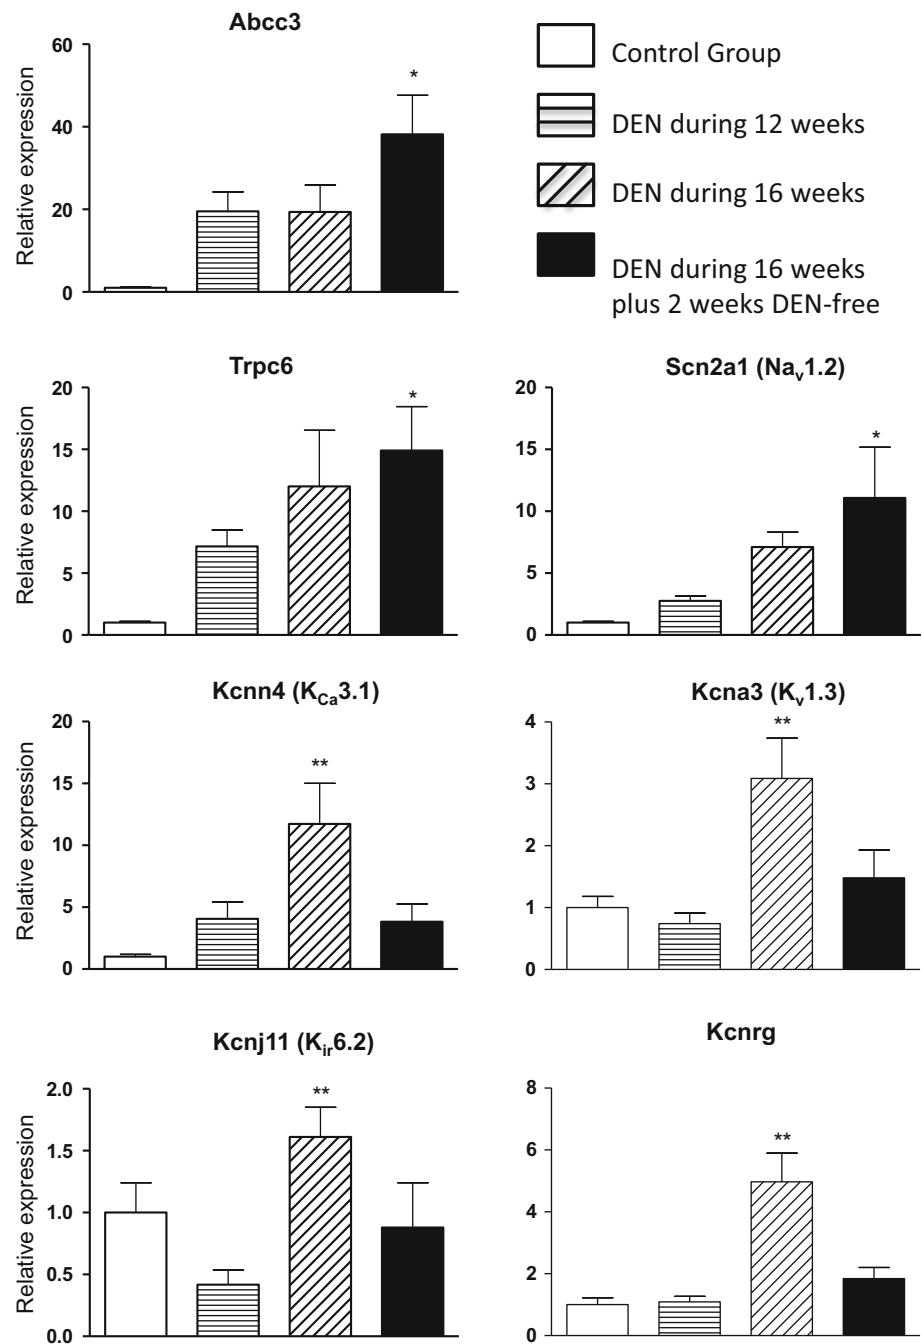 Abcc3
Relative expression
60
40
20
0
*
Control Group
DEN during 12 weeks
DEN during 16 weeks
DEN during 16 weeks
plus 2 weeks DEN-free
Trpc6
Relative expression
20
15
10
5
0
*
Scn2a1 (Nav1.2)
20
15
10
5
0
*
Kcnn4 (KCa3.1)
Relative expression
20
15
10
5
0
**
Kcna3 (Kv1.3)
4
3
2
1
0
**
Kcnj11 (Kir6.2)
Relative expression
2.0
1.5
1.0
0.5
0.0
**
Kcnrg
8
6
4
2
0
**